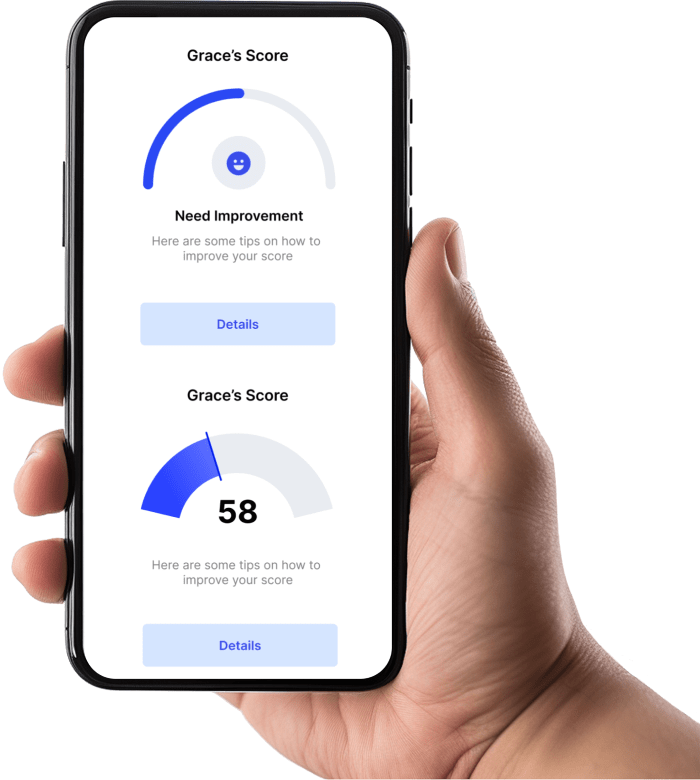 Grace’s Score
Need Improvement
Here are some tips on how to
improve your score
Details
Grace’s Score
58
Here are some tips on how to
improve your score
Details